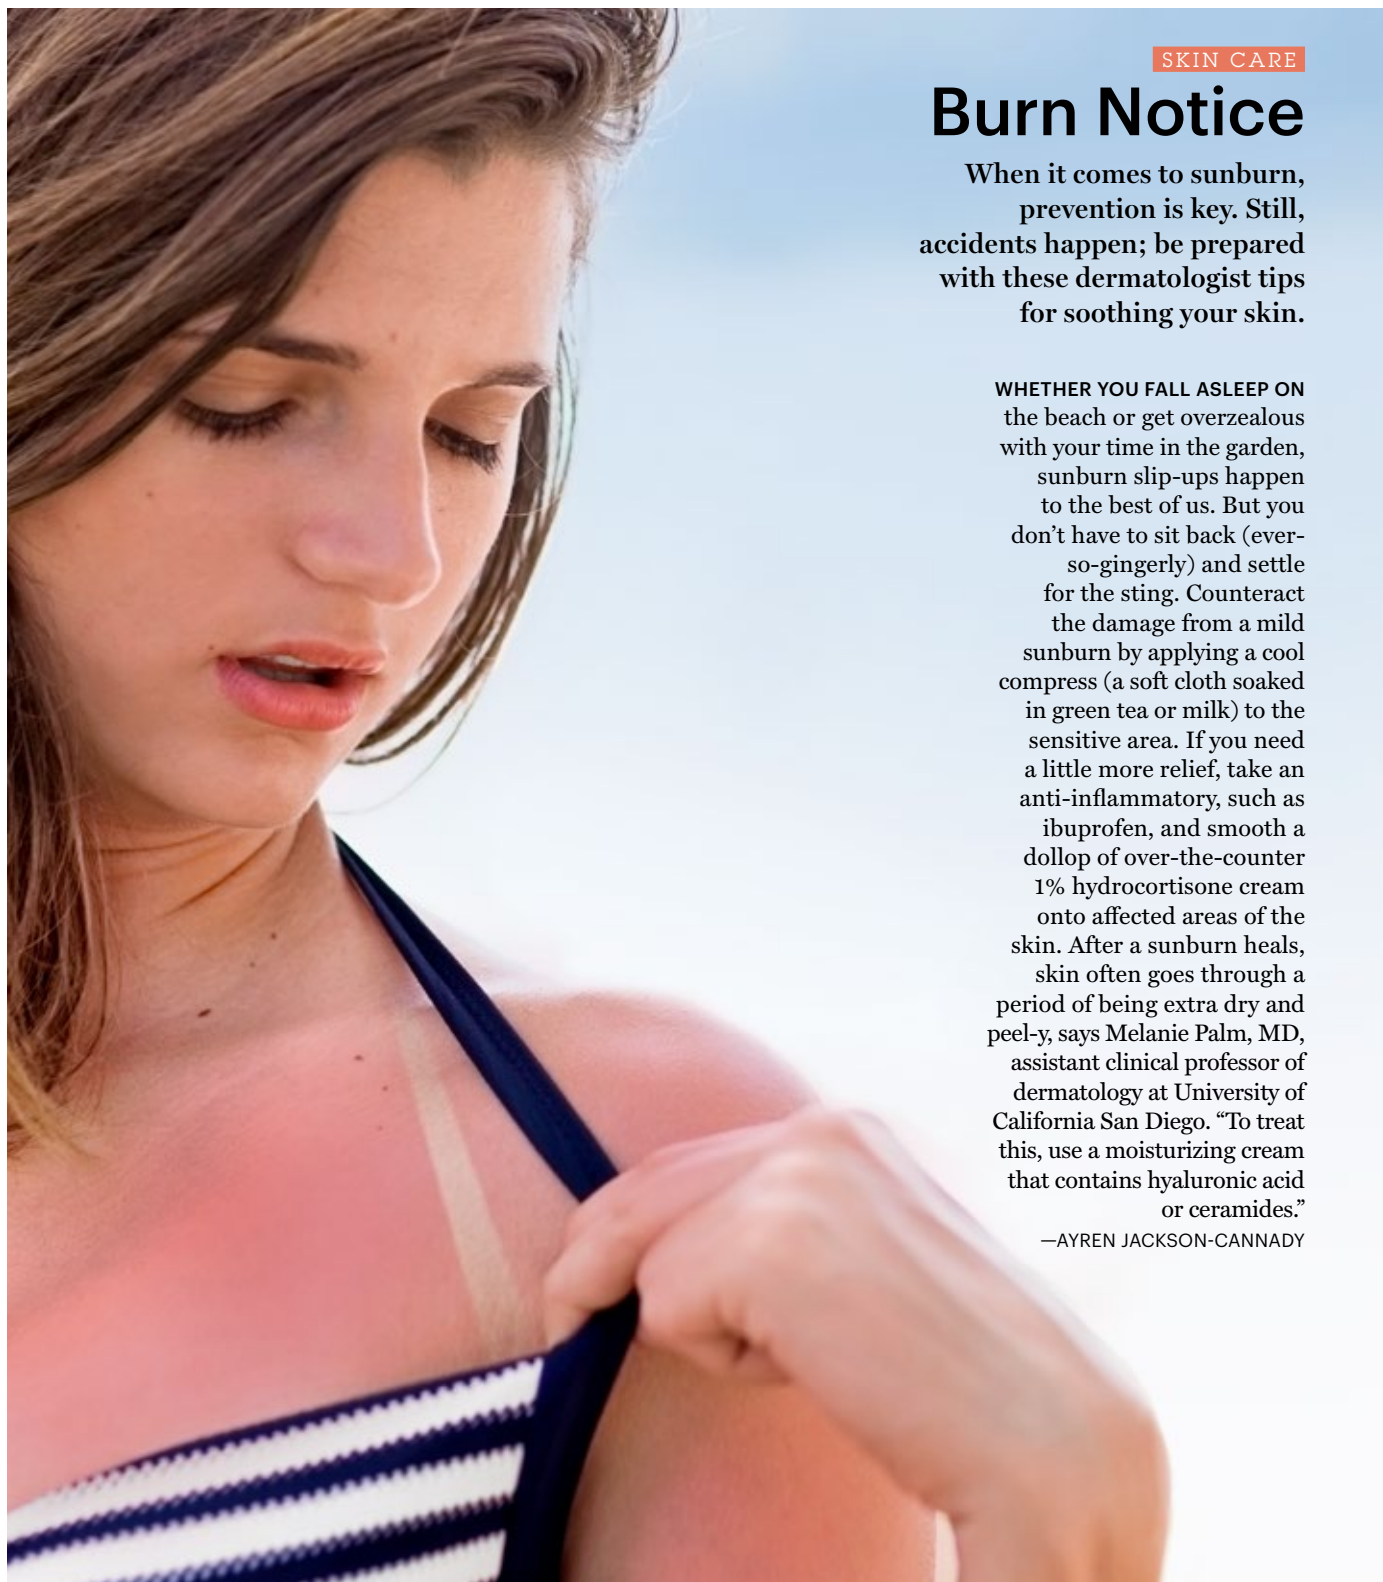 SKIN CARE
Burn Notice
When it comes to sunburn,
prevention is key. Still,
accidents happen; be prepared
with these dermatologist tips
for soothing your skin.
WHETHER YOU FALL ASLEEP ON
the beach or get overzealous
with your time in the garden,
sunburn slip-ups happen
to the best of us. But you
don’t have to sit back (ever-
so-gingerly) and settle
for the sting. Counteract
the damage from a mild
sunburn by applying a cool
compress (a soft cloth soaked
in green tea or milk) to the
sensitive area. If you need
a little more relief, take an
anti-inflammatory, such as
ibuprofen, and smooth a
dollop of over-the-counter
1% hydrocortisone cream
onto affected areas of the
skin. After a sunburn heals,
skin often goes through a
period of being extra dry and
peel-y, says Melanie Palm, MD,
assistant clinical professor of
dermatology at University of
California San Diego. “To treat
this, use a moisturizing cream
that contains hyaluronic acid
or ceramides.”
—AYREN JACKSON-CANNADY